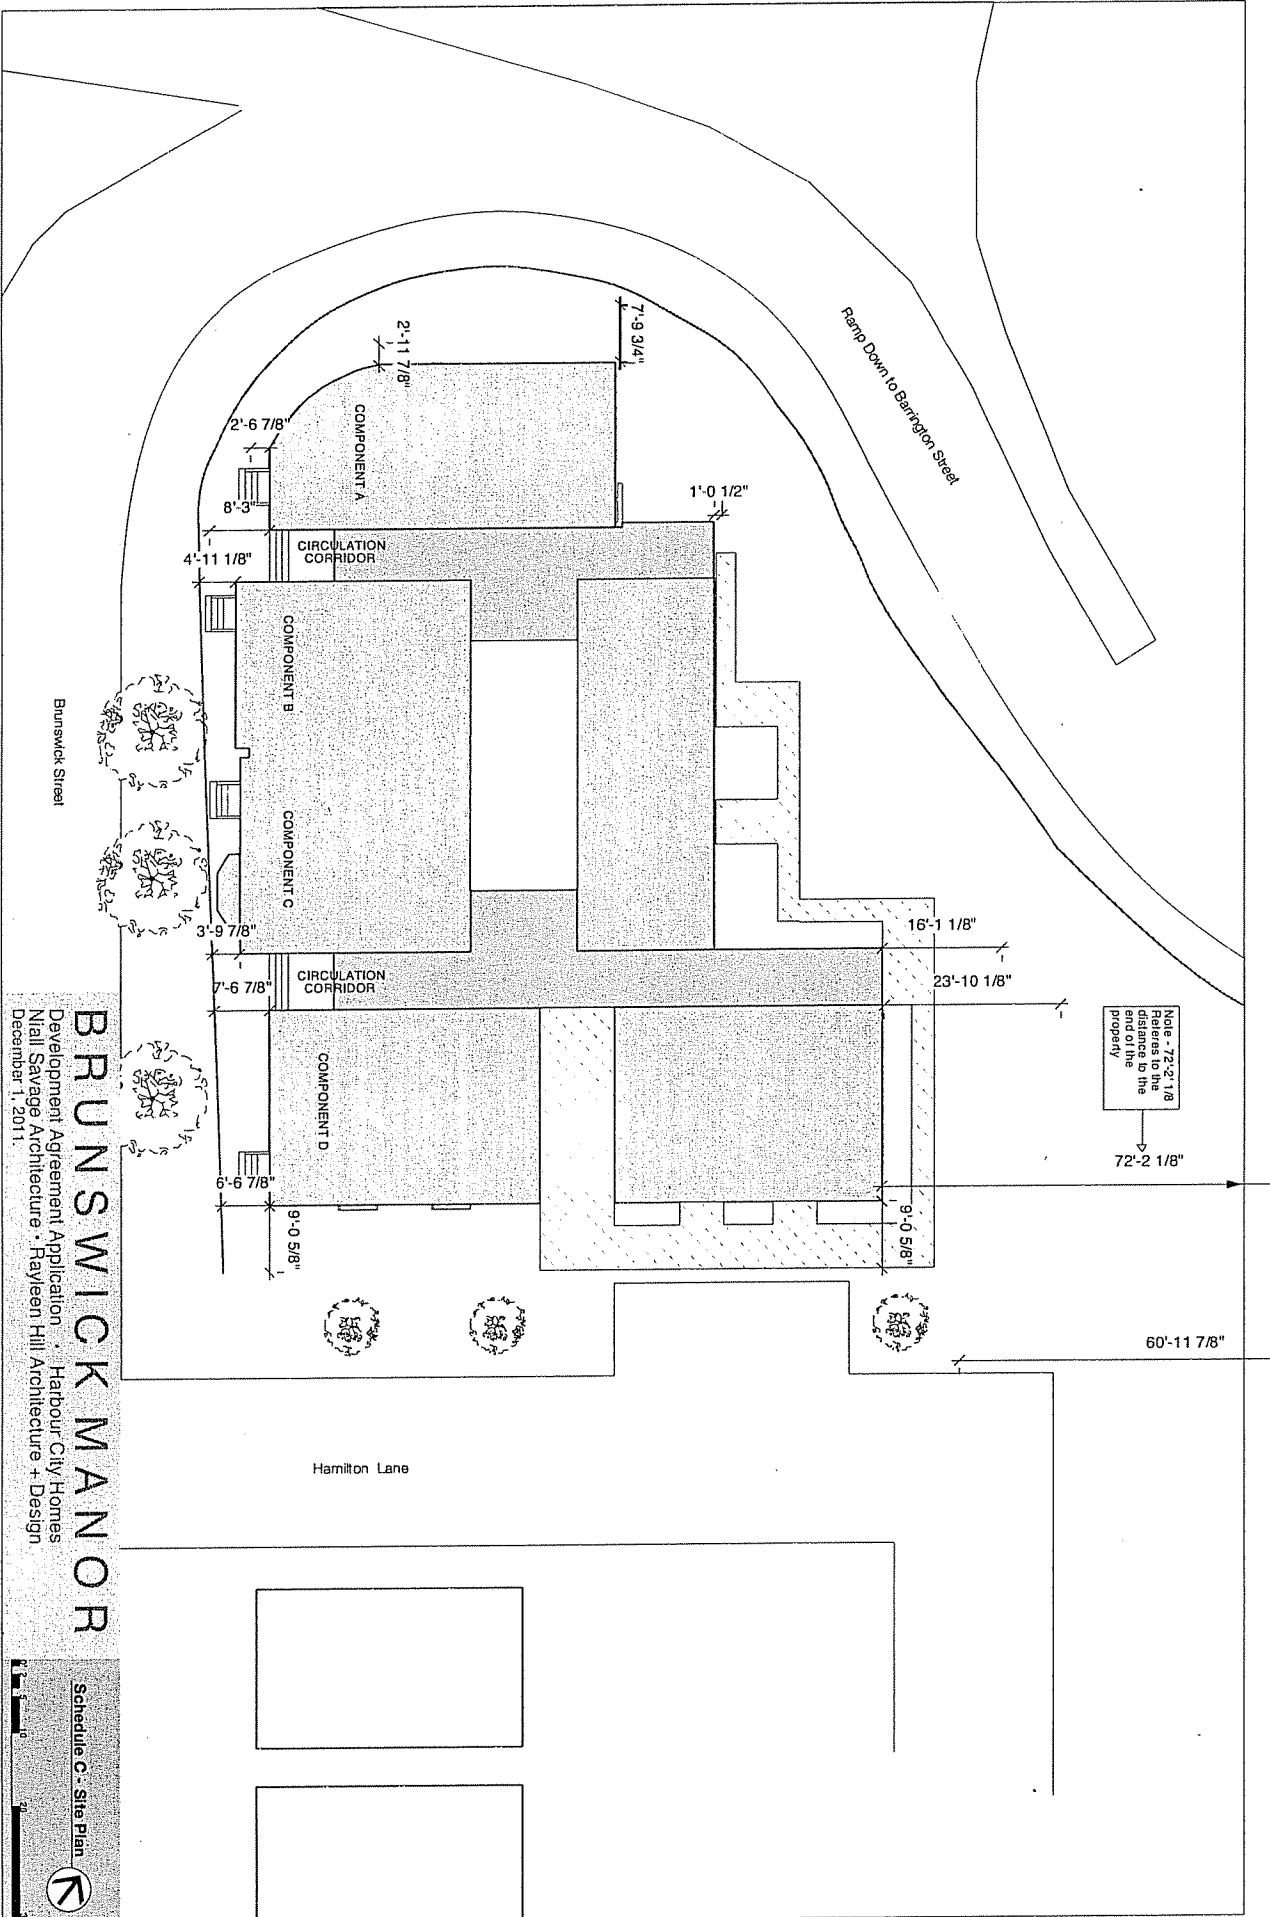 Ramp Down to Barrington Street
7'-9 3/4"
2'-11 7/8"
COMPONENT A
2'-6 7/8"
8'-3"
1'-0 1/2"
4'-11 1/8"
CIRCULATION
CORRIDOR
COMPONENT B
Brunswick Street
COMPONENT C
3'-9 7/8"
16'-1 1/8"
7'-6 7/8"
CIRCULATION
CORRIDOR
23'-10 1/8"
Note - 72'-2" 1/8
Referes to the
distance to the
end of the
property
72'-2 1/8"
COMPONENT D
6'-6 7/8"
9'-0 5/8"
9'-0 5/8"
60'-11 7/8"
Hamilton Lane
BRUNSWICK MANOR
Development Agreement Application • Harbour City Homes
Niall Savage Architecture • Rayleen Hill Architecture + Design
December 1, 2011
Schedule C - Site Plan
0' 2' 5' 10' 20'